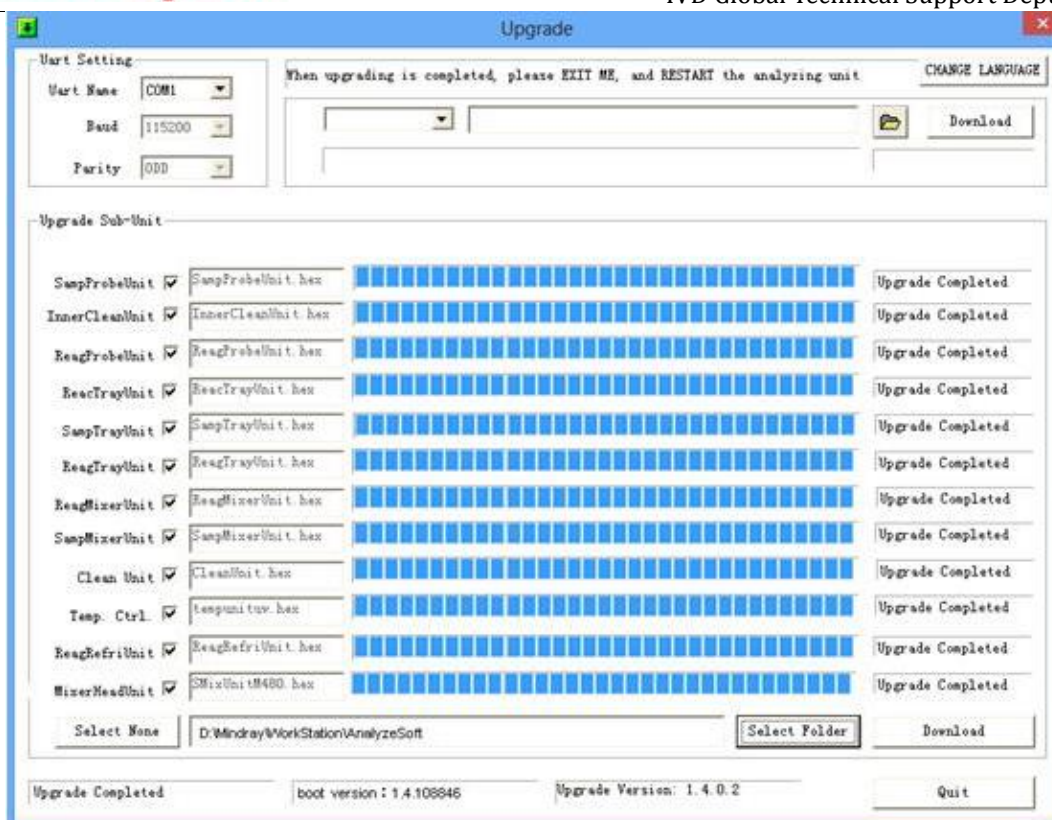 IVD Global Technical Support Dep
Upgrade
Uart Setting
Uart Name COM1
Baud 115200
Parity ODD
When upgrading is completed, please EXIT ME, and RESTART the analyzing unit
CHANGE LANGUAGE
Download
Upgrade Sub-Unit
SampProbeUnit SampProbeUnit.hex Upgrade Completed
InnerCleanUnit InnerCleanUnit.hex Upgrade Completed
ReagProbeUnit ReagProbeUnit.hex Upgrade Completed
ReacTrayUnit ReacTrayUnit.hex Upgrade Completed
SampTrayUnit SampTrayUnit.hex Upgrade Completed
ReagTrayUnit ReagTrayUnit.hex Upgrade Completed
ReagMixerUnit ReagMixerUnit.hex Upgrade Completed
SampMixerUnit SampMixerUnit.hex Upgrade Completed
Clean Unit CleanUnit.hex Upgrade Completed
Temp. Ctrl. tempunituv.hex Upgrade Completed
ReagRefriUnit ReagRefriUnit.hex Upgrade Completed
MixerHeadUnit SMixUnitM480.hex Upgrade Completed
Select None D:\Mindray\WorkStation\AnalyzeSoft Select Folder Download
Upgrade Completed boot version：1.4.108846 Upgrade Version: 1.4.0.2 Quit